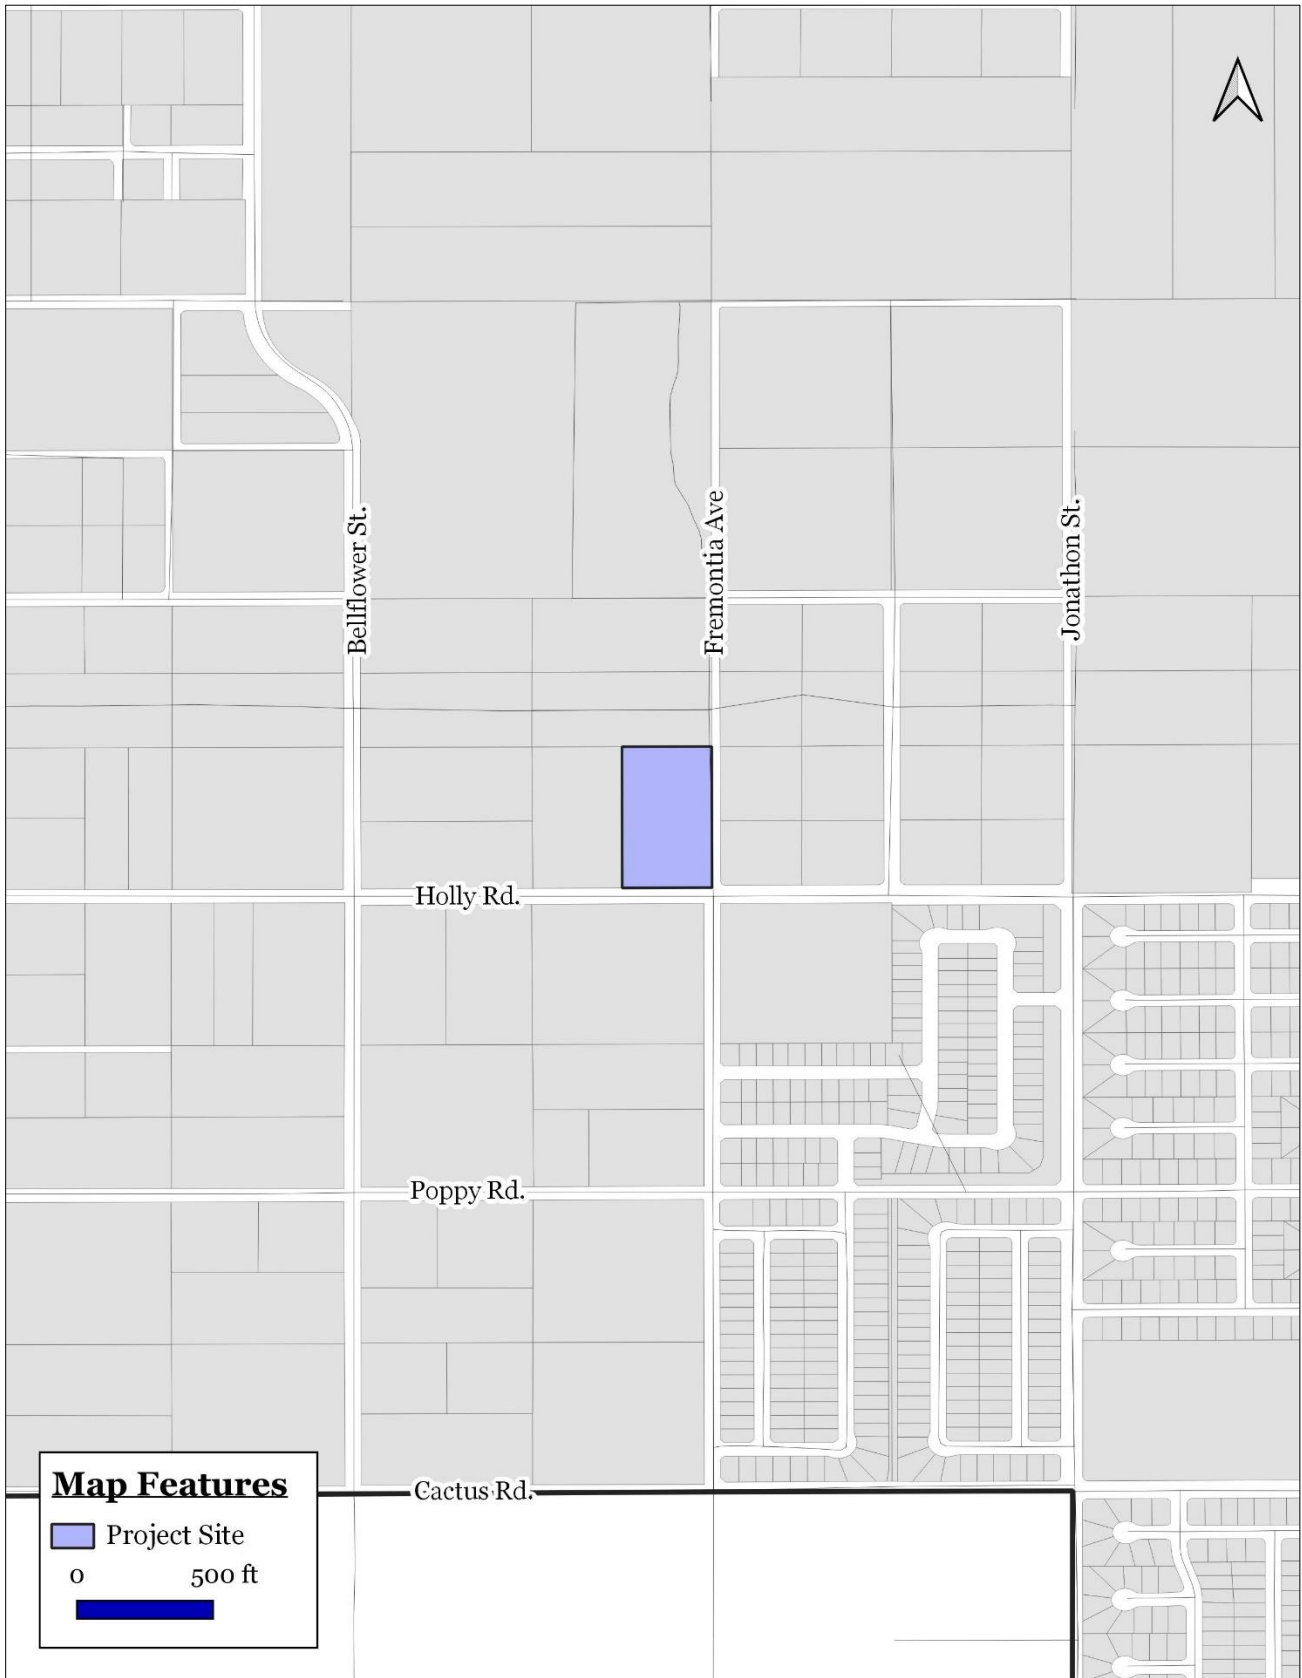 Bellflower St.
Fremontia Ave
Jonathon St.
Holly Rd.
Poppy Rd.
Cactus Rd.
Map Features
Project Site
0 500 ft